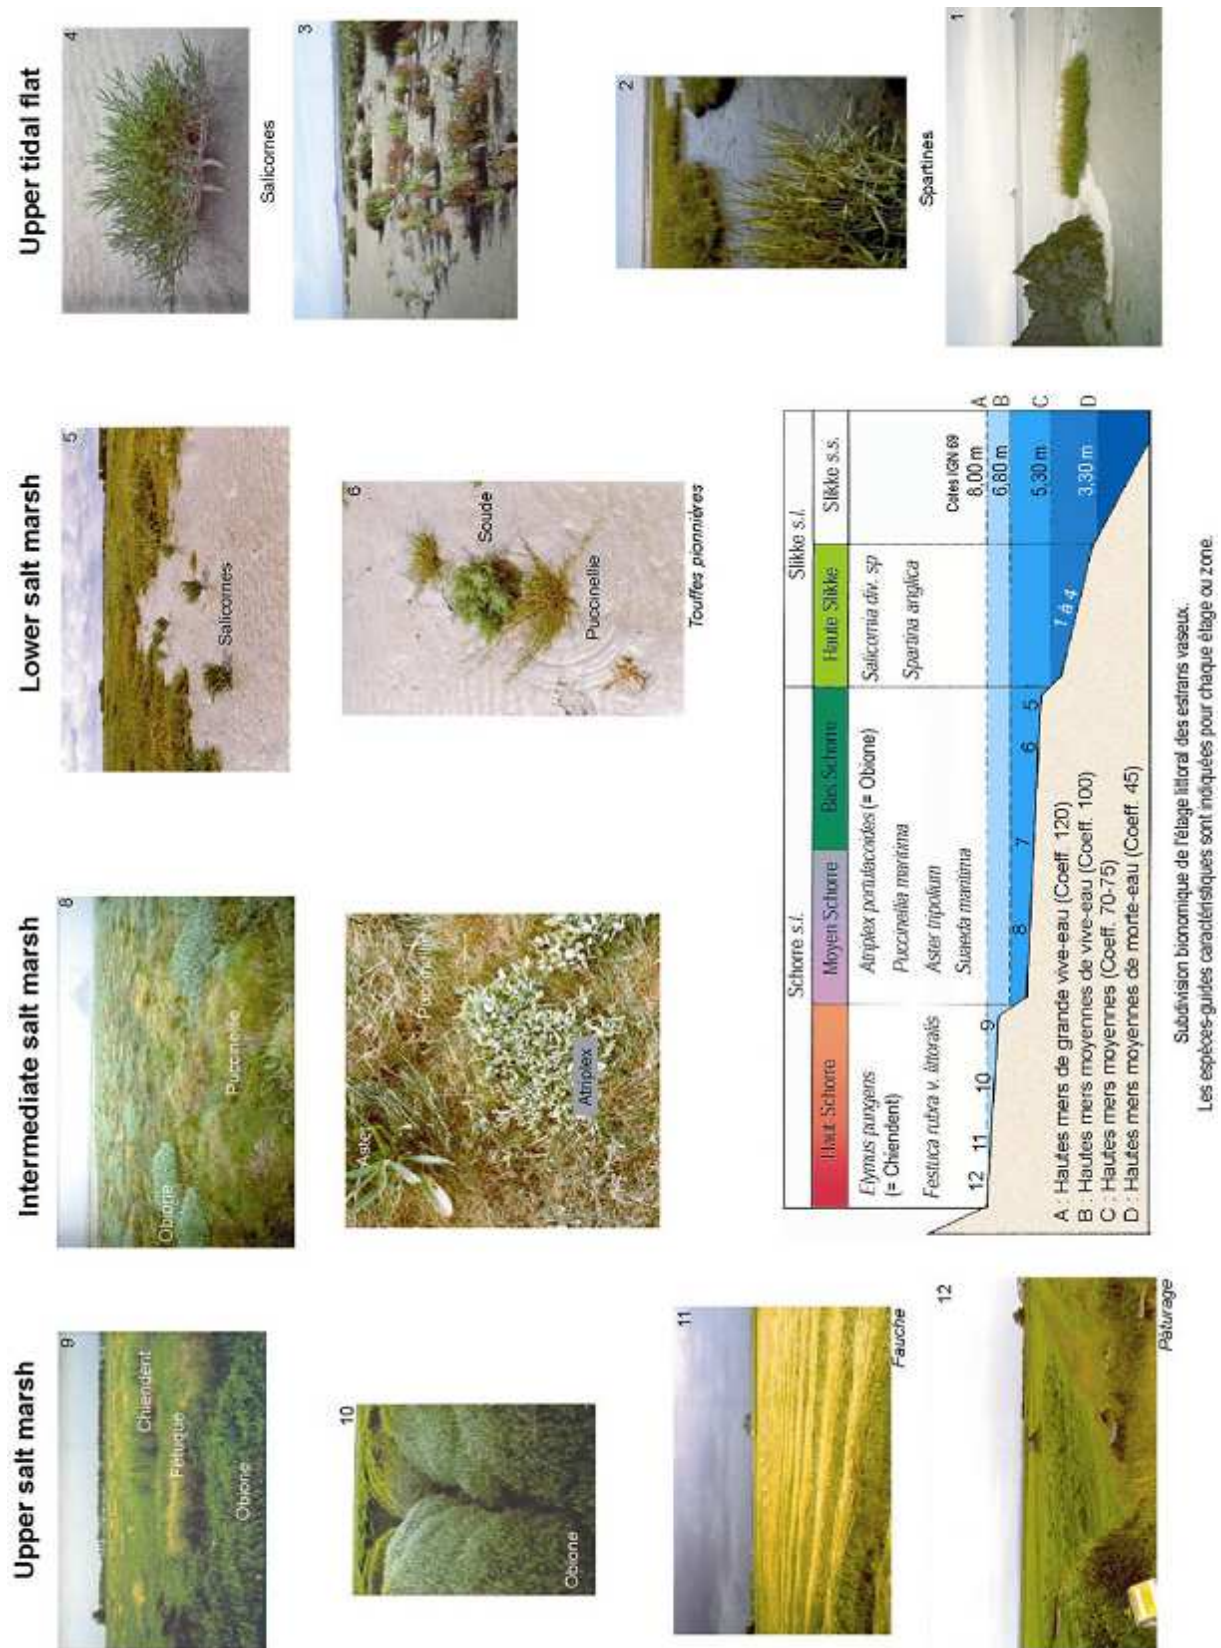 Upper salt marsh
Intermediate salt marsh
Lower salt marsh
Upper tidal flat
9
Chiendent
Fétuque
Obione
10
Obione
11
Fauche
12
Pâturage
8
Obione
Puccinellie
Aster
Puccinellie
Atriplex
5
Salicornes
6
Soude
Puccinellie
Touffes pionnières
4
Salicornes
3
2
Spartines
1
Schorre s.l.
Slikke s.l.
Haut Schorre
Moyen Schorre
Bas Schorre
Haute Slikke
Slikke s.s.
Elymus pungens
(= Chiendent)
Festuca rubra v. littoralis
Atriplex portulacoides (= Obione)
Puccinellia maritima
Aster tripolium
Suaeda maritima
Salicornia div. sp
Spartina anglica
Cotes IGN 69
8,00 m A
6,80 m B
5,30 m C
3,30 m D
12 11 10 9 8 7 6 5 1 à 4
A : Hautes mers de grande vive-eau (Coeff. 120)
B : Hautes mers moyennes de vive-eau (Coeff. 100)
C : Hautes mers moyennes (Coeff. 70-75)
D : Hautes mers moyennes de morte-eau (Coeff. 45)
Subdivision bionomique de l'étage littoral des estrans vaseux.
Les espèces-guides caractéristiques sont indiquées pour chaque étage ou zone.